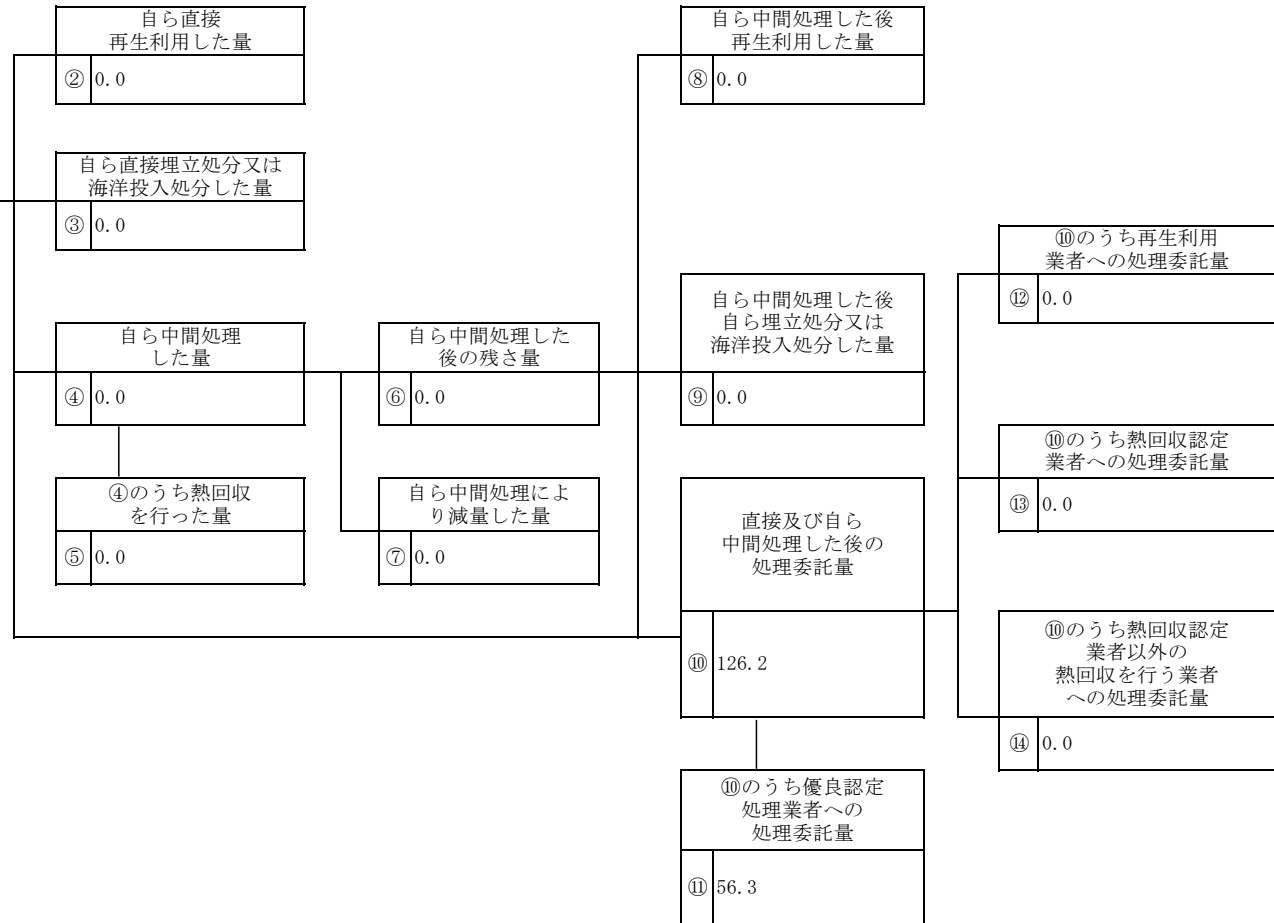 自ら直接
再生利用した量
② 0.0
自ら中間処理した後
再生利用した量
⑧ 0.0
自ら直接埋立処分又は
海洋投入処分した量
③ 0.0
⑩のうち再生利用
業者への処理委託量
⑫ 0.0
自ら中間処理
した量
④ 0.0
自ら中間処理した
後の残さ量
⑥ 0.0
自ら中間処理した後
自ら埋立処分又は
海洋投入処分した量
⑨ 0.0
⑩のうち熱回収認定
業者への処理委託量
⑬ 0.0
④のうち熱回収
を行った量
⑤ 0.0
自ら中間処理によ
り減量した量
⑦ 0.0
直接及び自ら
中間処理した後の
処理委託量
⑩ 126.2
⑩のうち熱回収認定
業者以外の
熱回収を行う業者
への処理委託量
⑭ 0.0
⑩のうち優良認定
処理業者への
処理委託量
⑪ 56.3